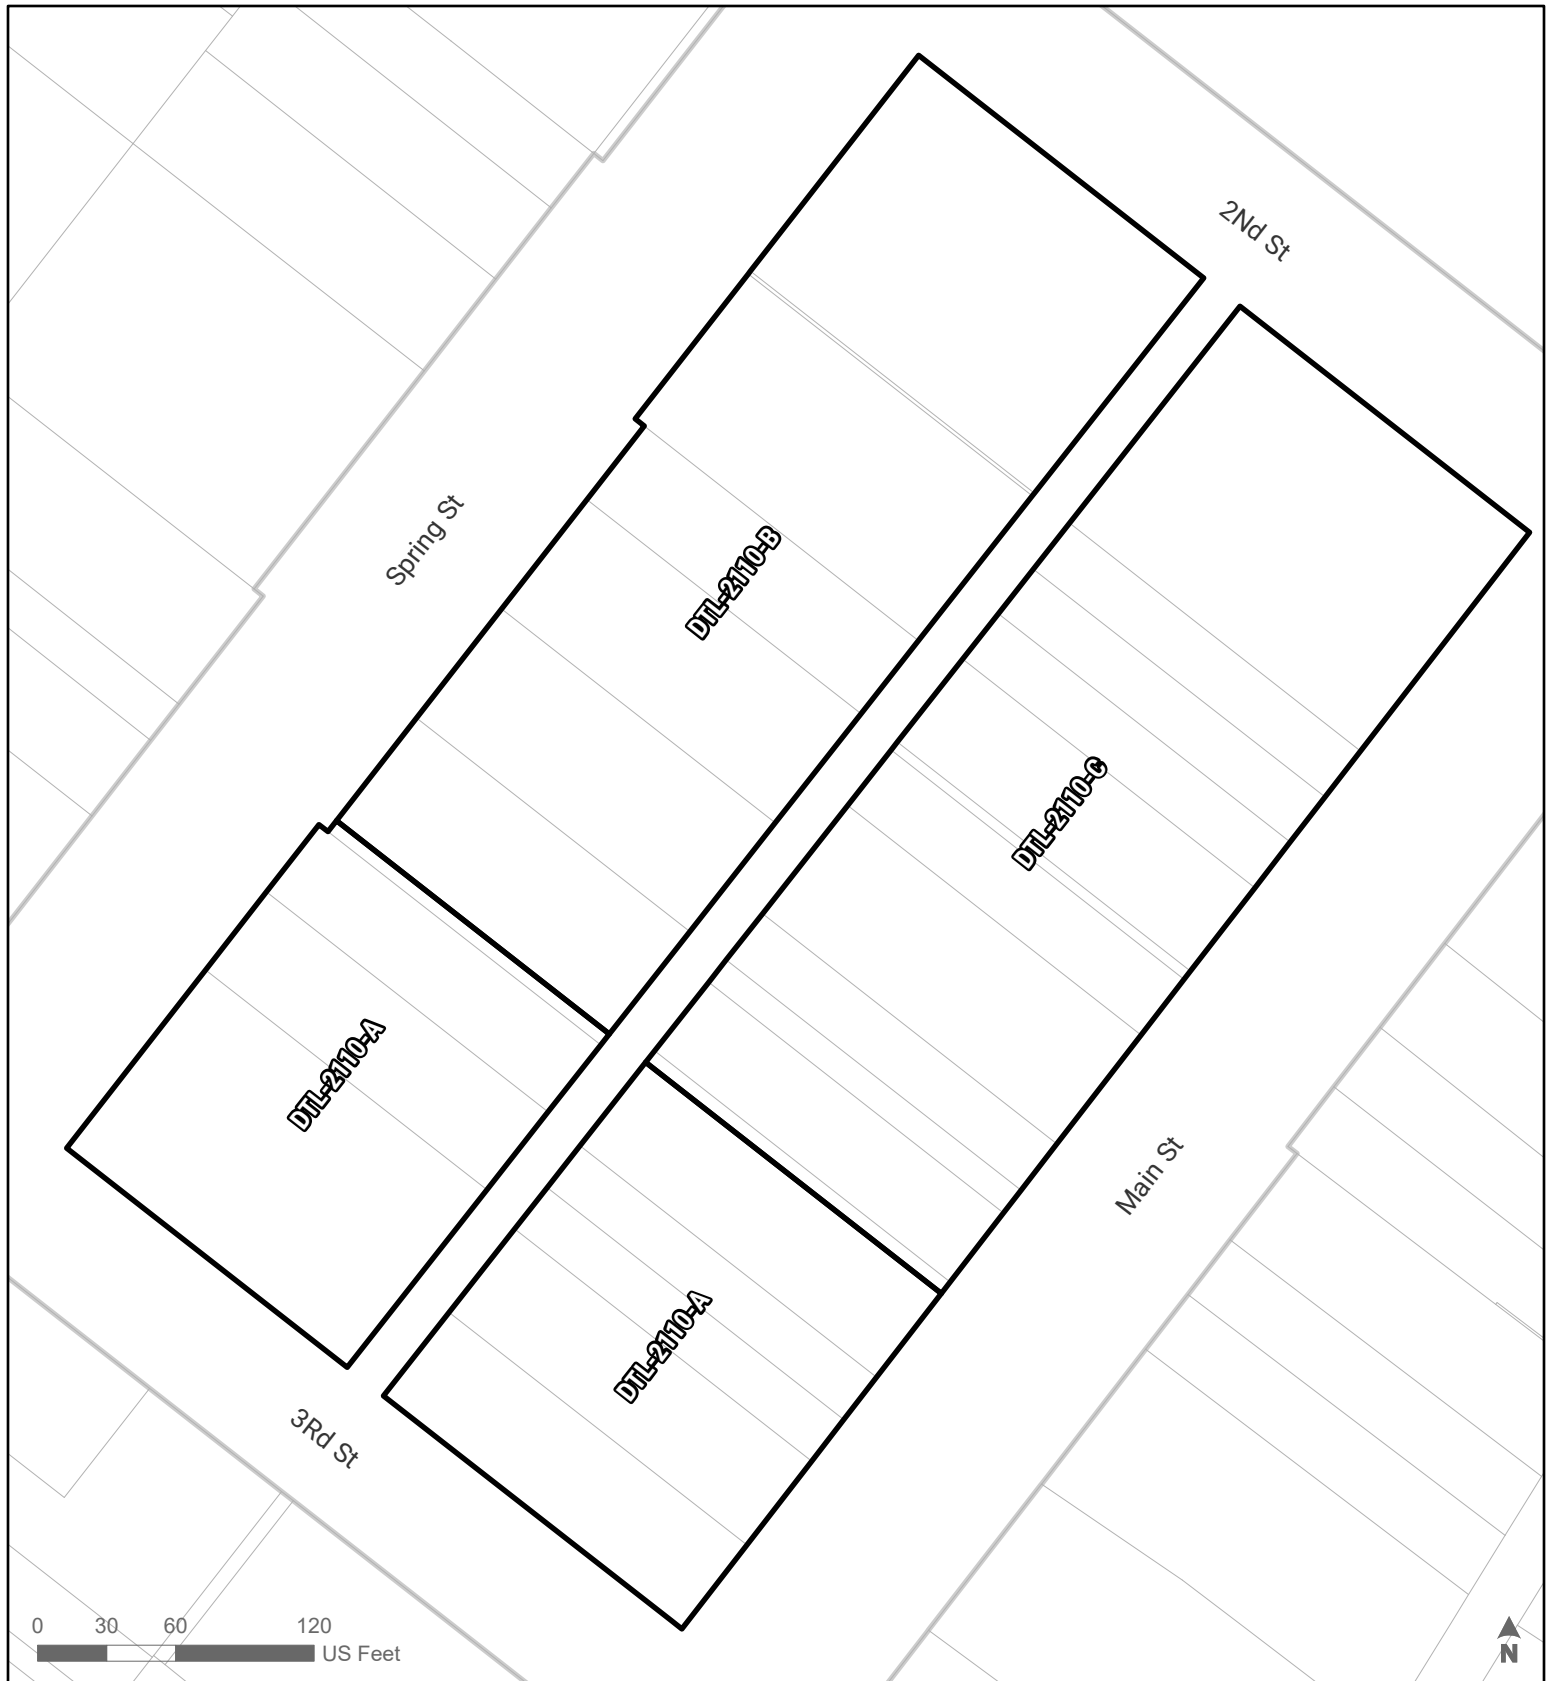 2Nd St
Spring St
DTL-2110-B
DTL-2110-C
DTL-2110-A
Main St
DTL-2110-A
3Rd St
0 30 60 120
US Feet
N